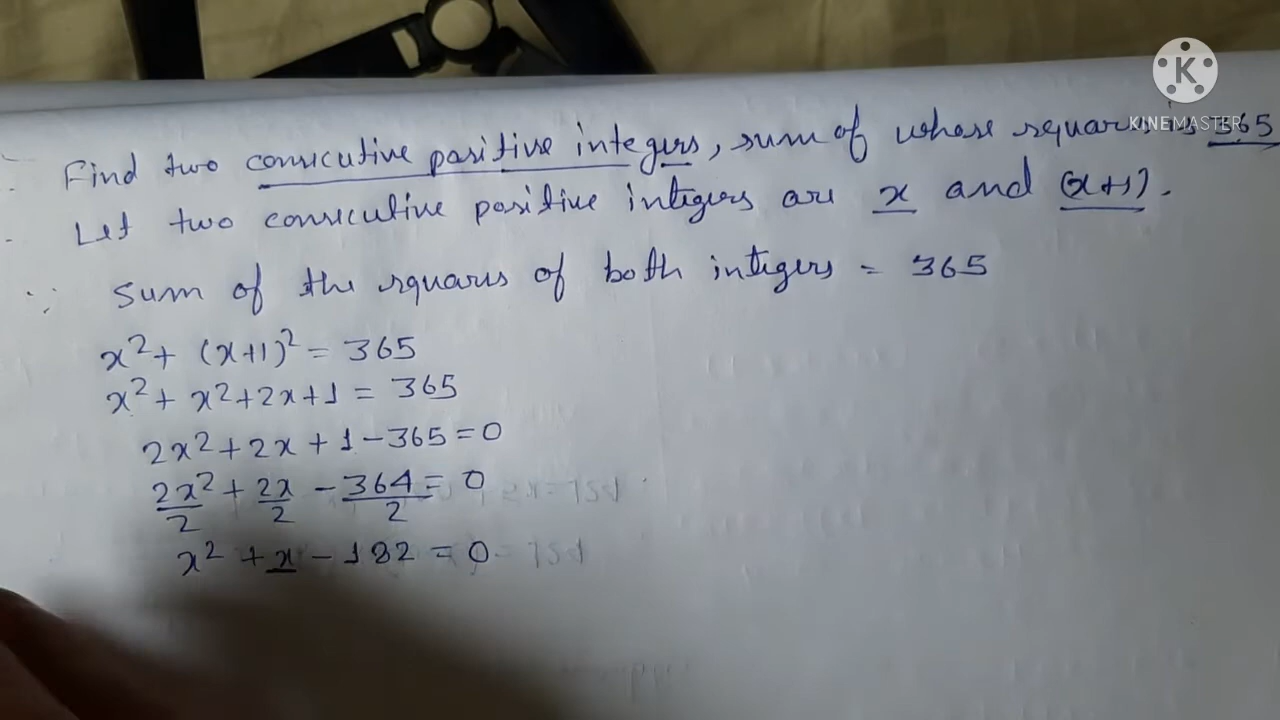 KINEMASTER
Find two consicutive positive integers, sum of whose squares is 365
Let two consicutive positive integers are x and (x+1).
∵ sum of the squares of both integers = 365
x² + (x+1)² = 365
x² + x²+2x+1 = 365
2x²+2x+1-365=0
2x²/2 + 2x/2 - 364/2 = 0
x² + x - 182 = 0